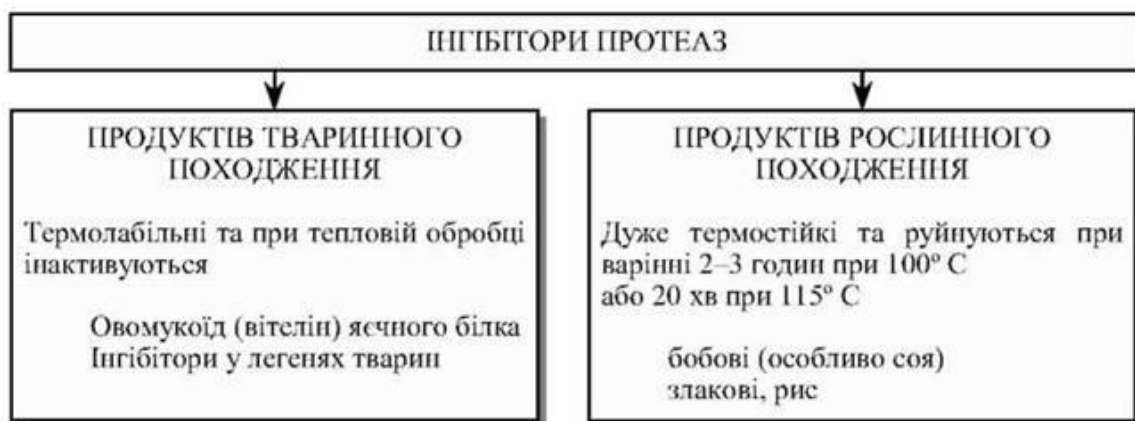 ІНГІБІТОРИ ПРОТЕАЗ
ПРОДУКТІВ ТВАРИННОГО
ПОХОДЖЕННЯ
Термолабільні та при тепловій обробці
інактивуються
Овомукоїд (вітелін) яєчного білка
Інгібітори у легенях тварин
ПРОДУКТІВ РОСЛИННОГО
ПОХОДЖЕННЯ
Дуже термостійкі та руйнуються при
варінні 2–3 годин при 100º С
або 20 хв при 115º С
бобові (особливо соя)
злакові, рис